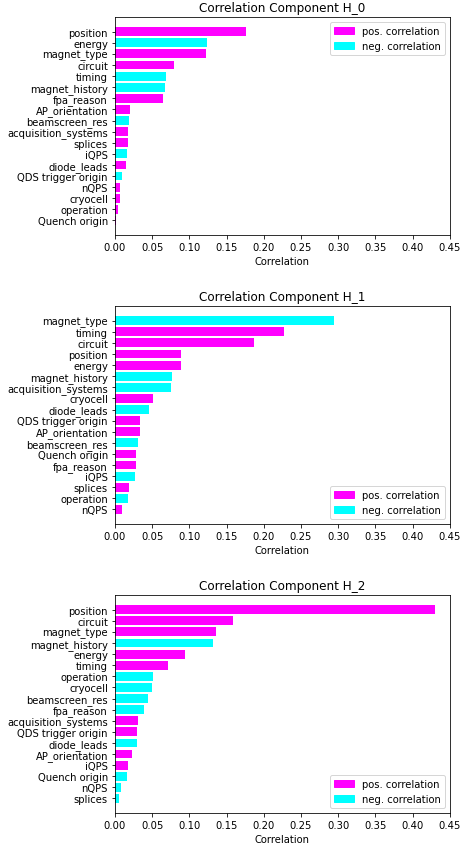 Correlation Component H_0
position
energy
magnet_type
circuit
timing
magnet_history
fpa_reason
AP_orientation
beamscreen_res
acquisition_systems
splices
iQPS
diode_leads
QDS trigger origin
nQPS
cryocell
operation
Quench origin
pos. correlation
neg. correlation
0.00 0.05 0.10 0.15 0.20 0.25 0.30 0.35 0.40 0.45
Correlation
Correlation Component H_1
magnet_type
timing
circuit
position
energy
magnet_history
acquisition_systems
cryocell
diode_leads
QDS trigger origin
AP_orientation
beamscreen_res
Quench origin
fpa_reason
iQPS
splices
operation
nQPS
pos. correlation
neg. correlation
0.00 0.05 0.10 0.15 0.20 0.25 0.30 0.35 0.40 0.45
Correlation
Correlation Component H_2
position
circuit
magnet_type
magnet_history
energy
timing
operation
cryocell
beamscreen_res
fpa_reason
acquisition_systems
QDS trigger origin
diode_leads
AP_orientation
iQPS
Quench origin
nQPS
splices
pos. correlation
neg. correlation
0.00 0.05 0.10 0.15 0.20 0.25 0.30 0.35 0.40 0.45
Correlation